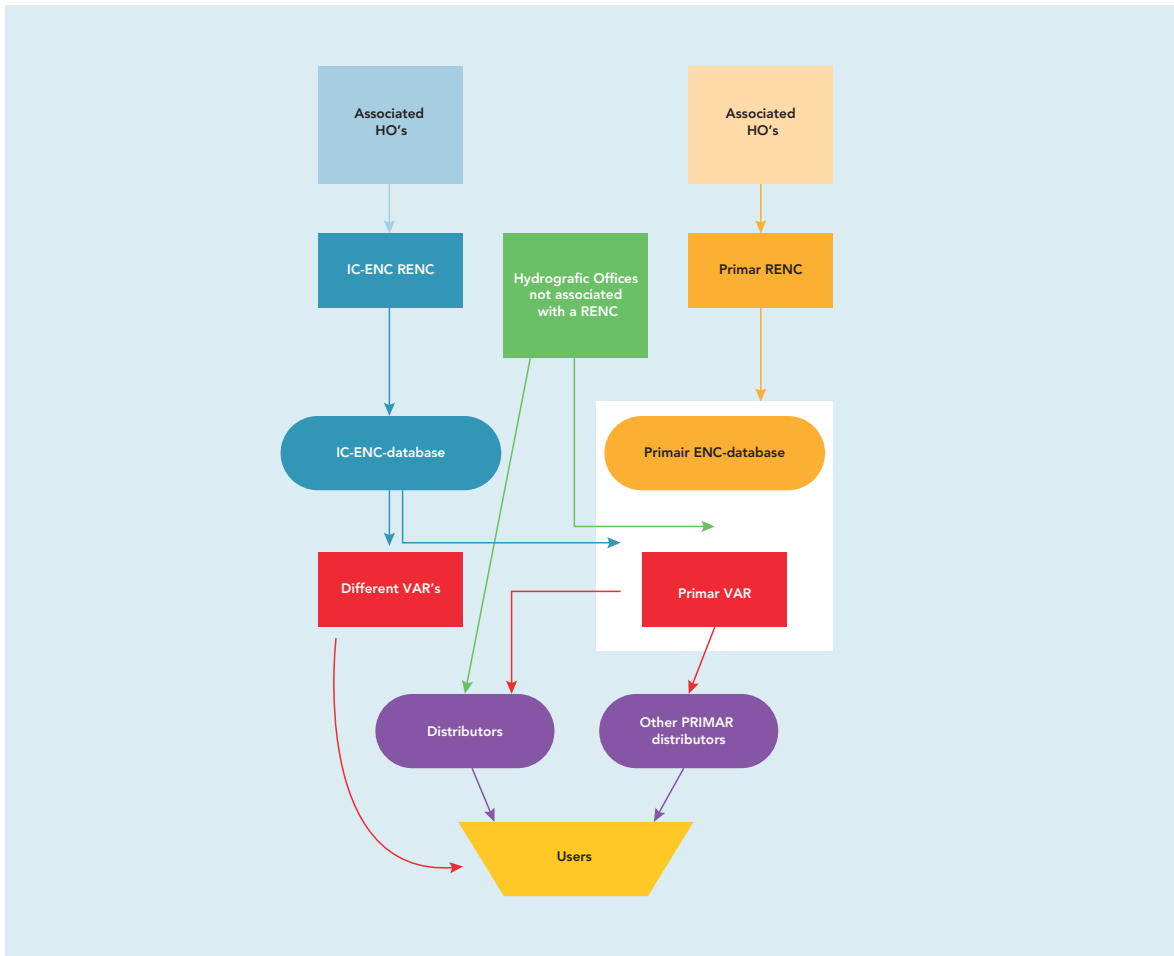 Associated
HO's
Associated
HO's
IC-ENC RENC
Hydrografic Offices
not associated
with a RENC
Primar RENC
IC-ENC-database
Primair ENC-database
Different VAR's
Primar VAR
Distributors
Other PRIMAR
distributors
Users